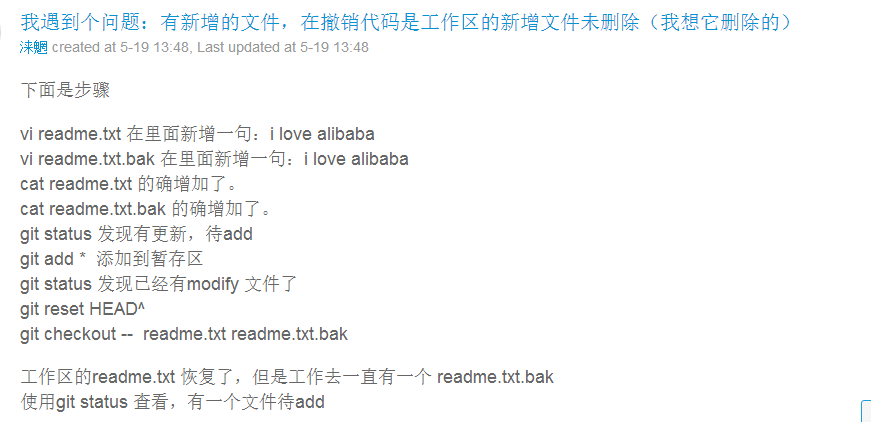 我遇到个问题：有新增的文件，在撤销代码是工作区的新增文件未删除（我想它删除的）
created at 5-19 13:48, Last updated at 5-19 13:48
下面是步骤
vi readme.txt 在里面新增一句：i love alibaba
vi readme.txt.bak 在里面新增一句：i love alibaba
cat readme.txt 的确增加了。
cat readme.txt.bak 的确增加了。
git status 发现有更新，待add
git add * 添加到暂存区
git status 发现已经有modify 文件了
git reset HEAD^
git checkout -- readme.txt readme.txt.bak
工作区的readme.txt 恢复了，但是工作去一直有一个 readme.txt.bak
使用git status 查看，有一个文件待add